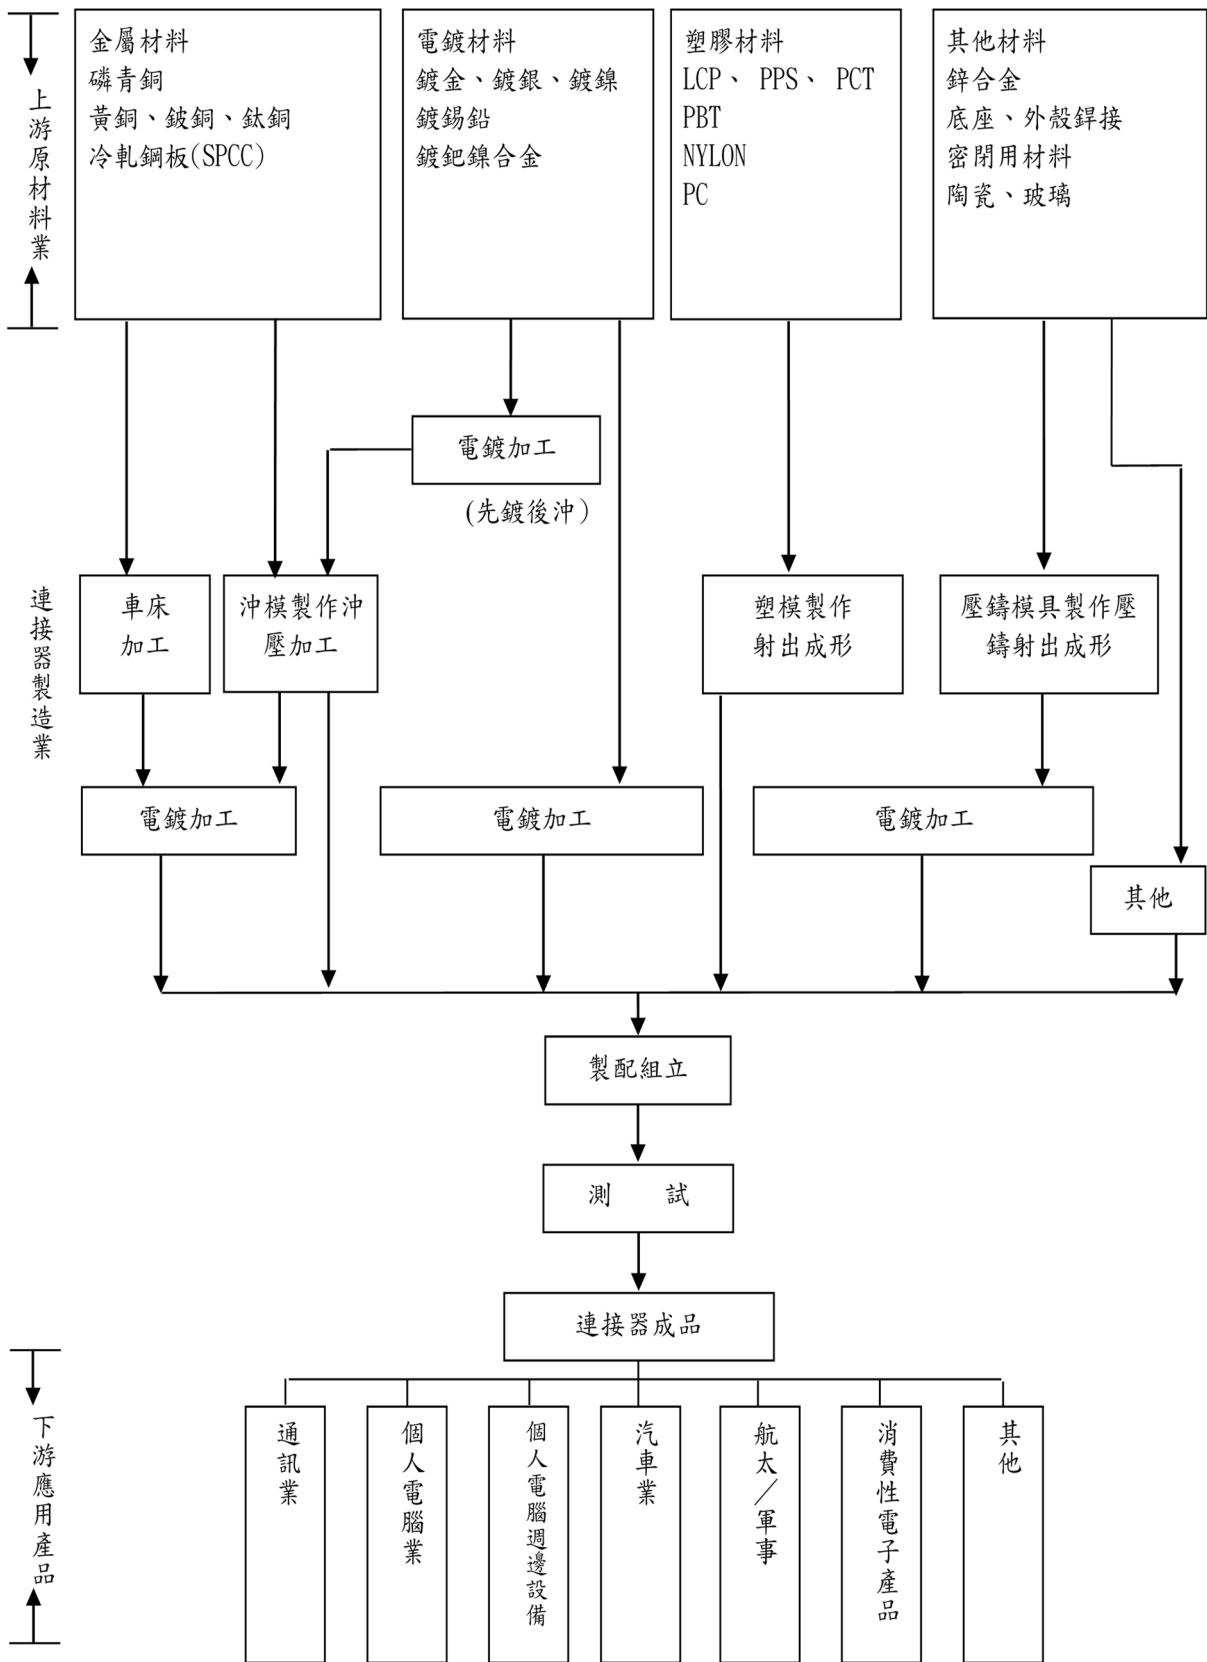 上游原材料業
金屬材料
磷青銅
黃銅、鈹銅、鈦銅
冷軋鋼板(SPCC)
電鍍材料
鍍金、鍍銀、鍍鎳
鍍錫鉛
鍍鈀鎳合金
塑膠材料
LCP、 PPS、 PCT
PBT
NYLON
PC
其他材料
鋅合金
底座、外殼銲接
密閉用材料
陶瓷、玻璃
電鍍加工
(先鍍後沖)
連接器製造業
車床
加工
沖模製作沖
壓加工
塑模製作
射出成形
壓鑄模具製作壓
鑄射出成形
電鍍加工
電鍍加工
電鍍加工
其他
製配組立
測 試
連接器成品
下游應用產品
通訊業
個人電腦業
個人電腦週邊設備
汽車業
航太／軍事
消費性電子產品
其他